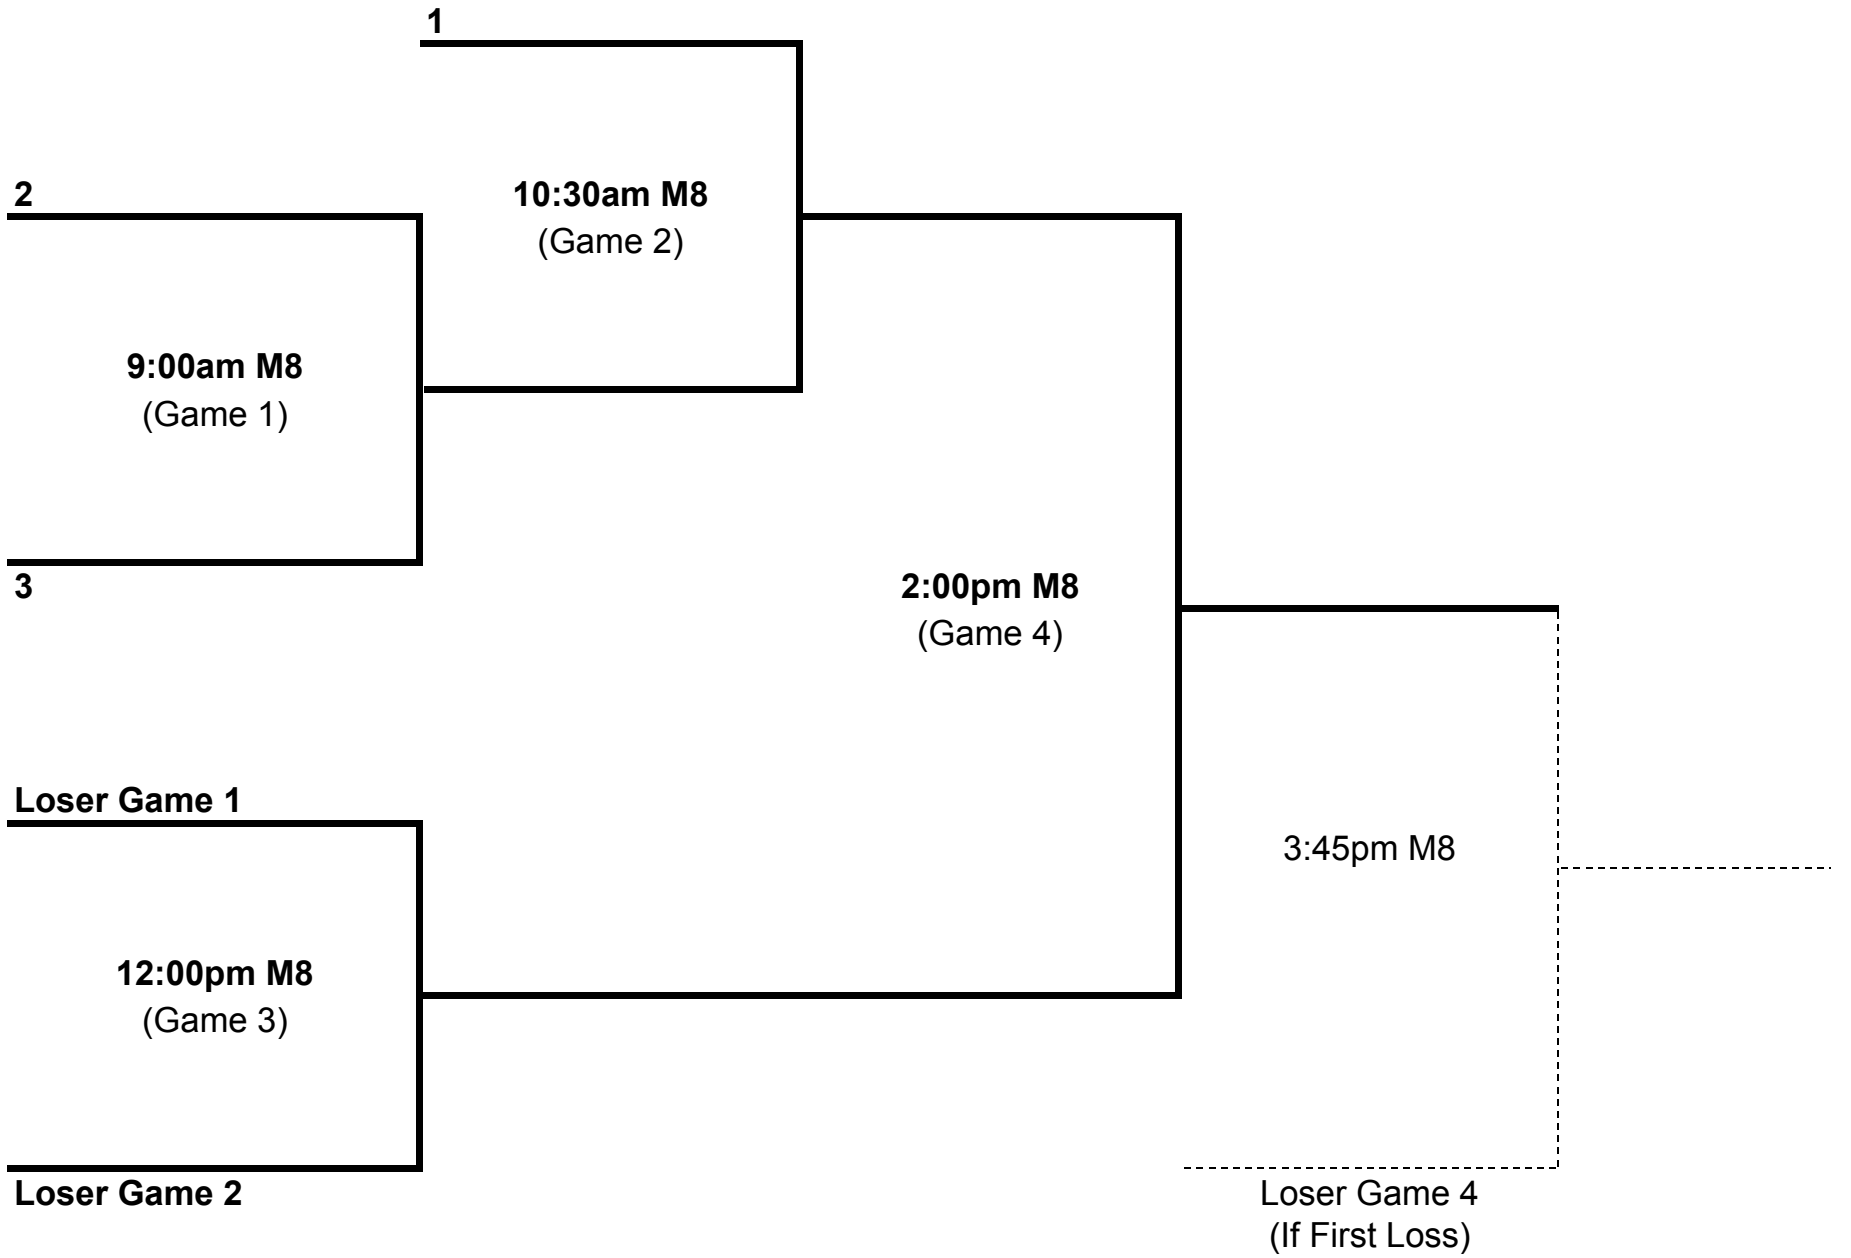 1
2
10:30am M8
(Game 2)
9:00am M8
(Game 1)
3
2:00pm M8
(Game 4)
Loser Game 1
3:45pm M8
12:00pm M8
(Game 3)
Loser Game 2
Loser Game 4
(If First Loss)